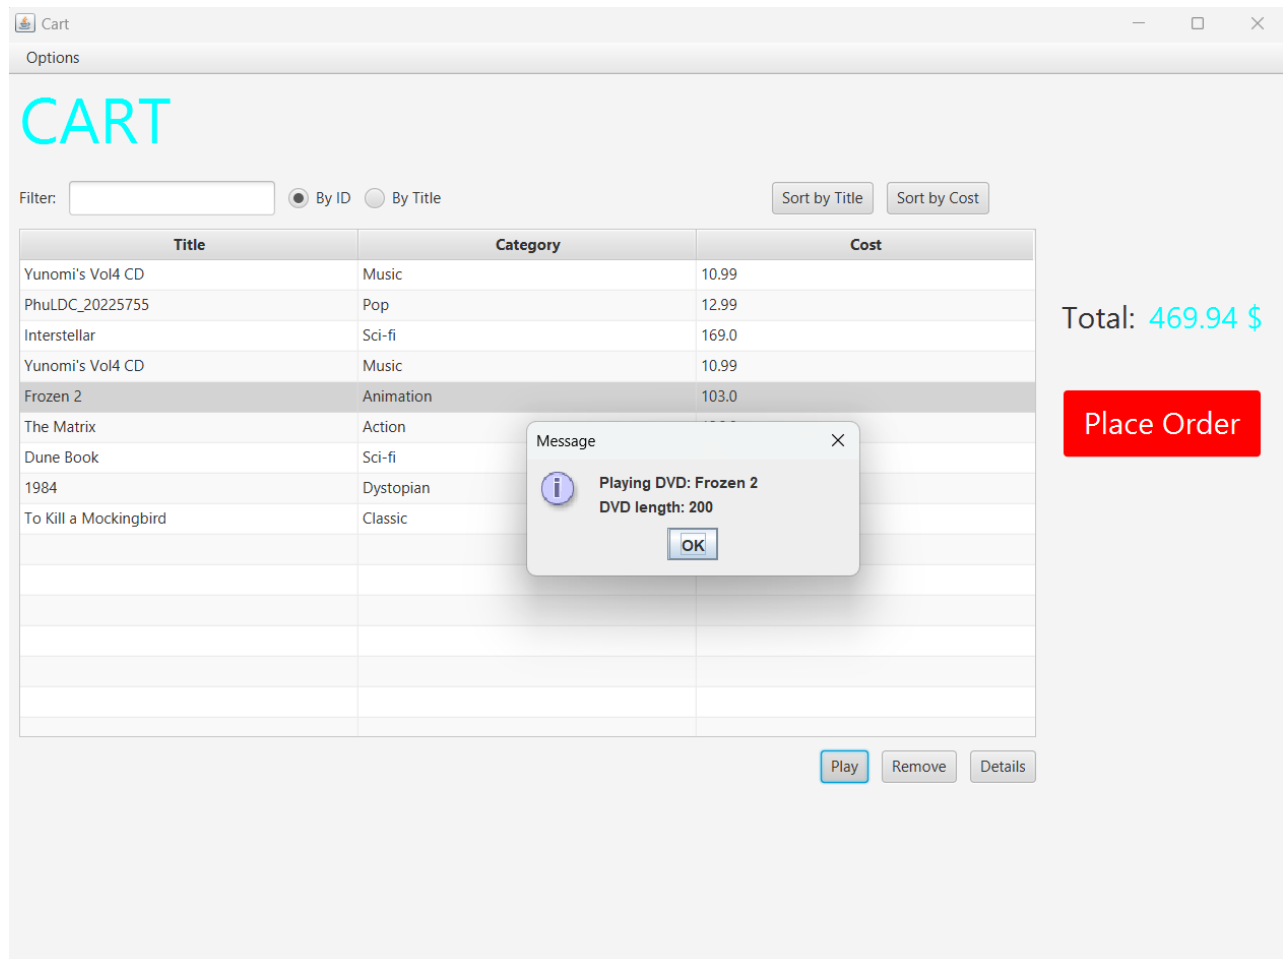 Cart
Options
CART
Filter: By ID By Title Sort by Title Sort by Cost
Title Category Cost
Yunomi's Vol4 CD Music 10.99
PhuLDC_20225755 Pop 12.99
Interstellar Sci-fi 169.0
Yunomi's Vol4 CD Music 10.99
Frozen 2 Animation 103.0
The Matrix Action
Dune Book Sci-fi
1984 Dystopian
To Kill a Mockingbird Classic
Message
Playing DVD: Frozen 2
DVD length: 200
OK
Total: 469.94 $
Place Order
Play Remove Details